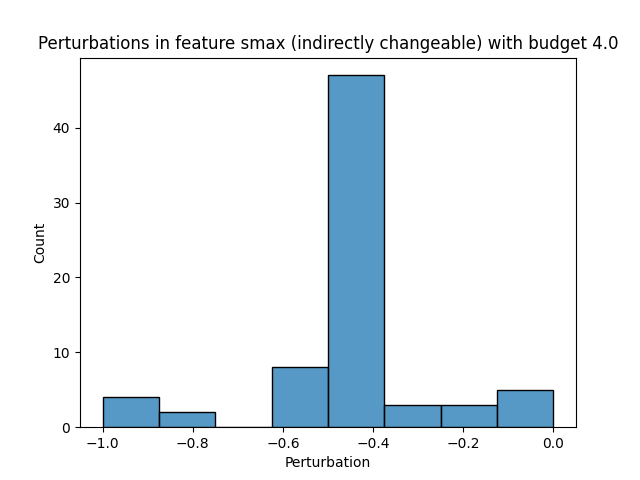 Perturbations in feature smax (indirectly changeable) with budget 4.0
40
30
20
10
0
Count
−1.0 −0.8 −0.6 −0.4 −0.2 0.0
Perturbation